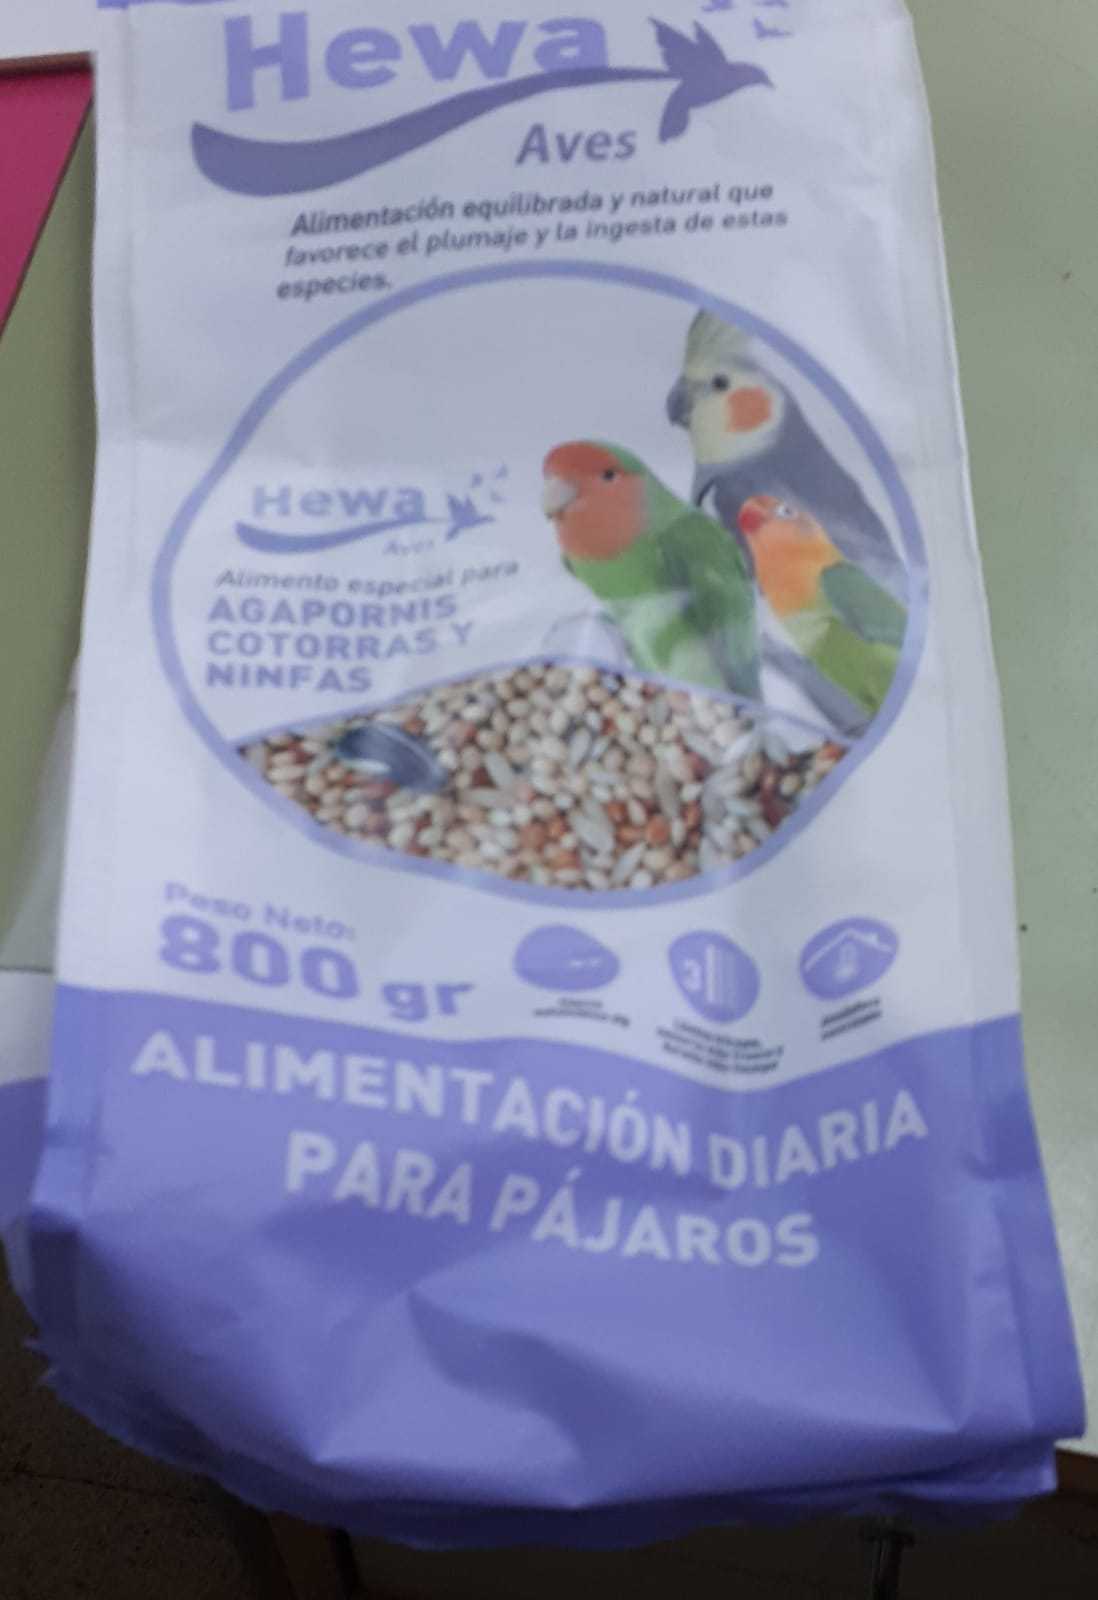 Hewa
Aves
Alimentación equilibrada y natural que
favorece el plumaje y la ingesta de estas
especies.
Hewa
Aves
Alimento especial para
AGAPORNIS
COTORRAS Y
NINFAS
Peso Neto:
800 gr
3
ALIMENTACIÓN DIARIA
PARA PÁJAROS